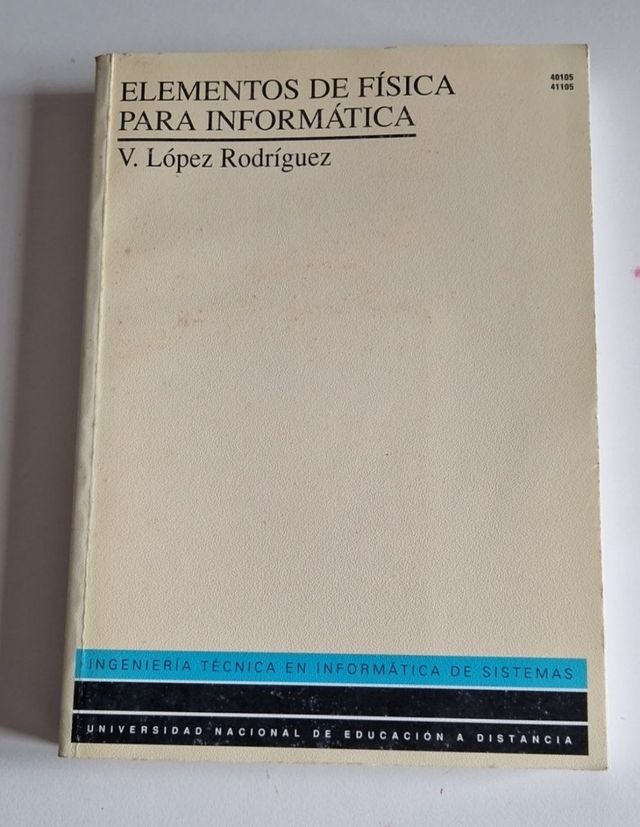 ELEMENTOS DE FÍSICA
PARA INFORMÁTICA
V. López Rodríguez
40105
41105
INGENIERÍA TÉCNICA EN INFORMÁTICA DE SISTEMAS
UNIVERSIDAD NACIONAL DE EDUCACIÓN A DISTANCIA